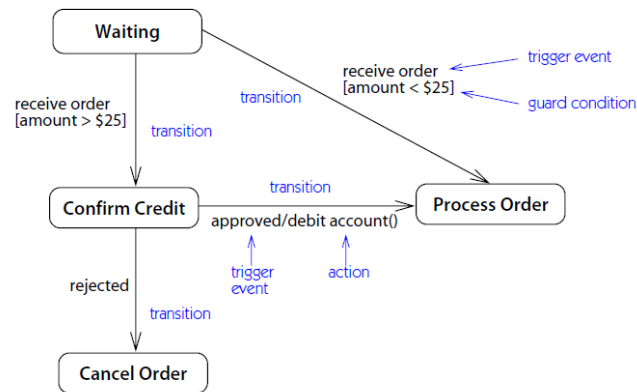 Waiting
receive order
[amount < $25]
trigger event
guard condition
transition
receive order
[amount > $25]
transition
Confirm Credit
transition
approved/debit account()
Process Order
trigger
event
action
rejected
transition
Cancel Order